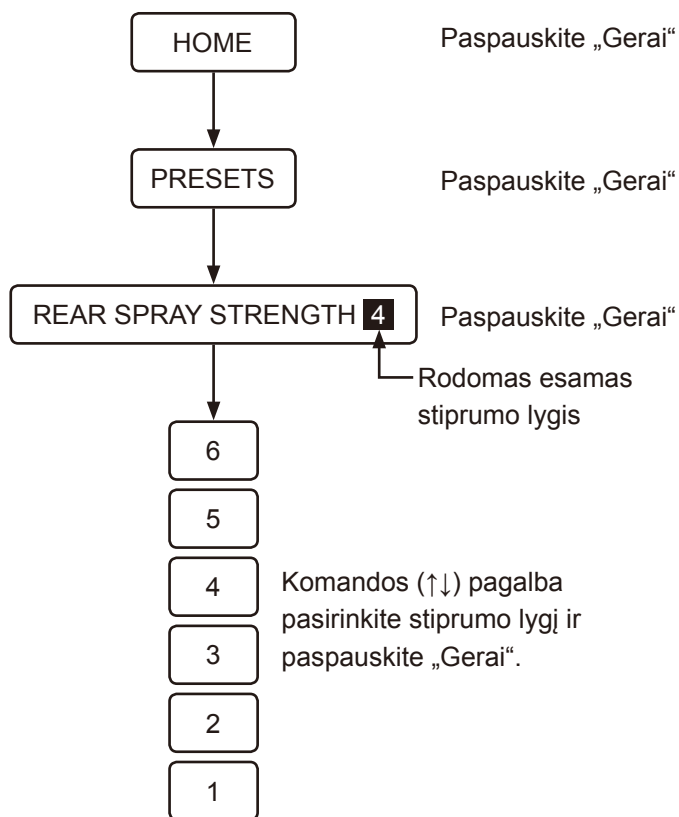 HOME
Paspauskite „Gerai“
PRESETS
Paspauskite „Gerai“
REAR SPRAY STRENGTH 4
Paspauskite „Gerai“
Rodomas esamas
stiprumo lygis
6
5
4
3
2
1
Komandos (↑↓) pagalba
pasirinkite stiprumo lygį ir
paspauskite „Gerai“.